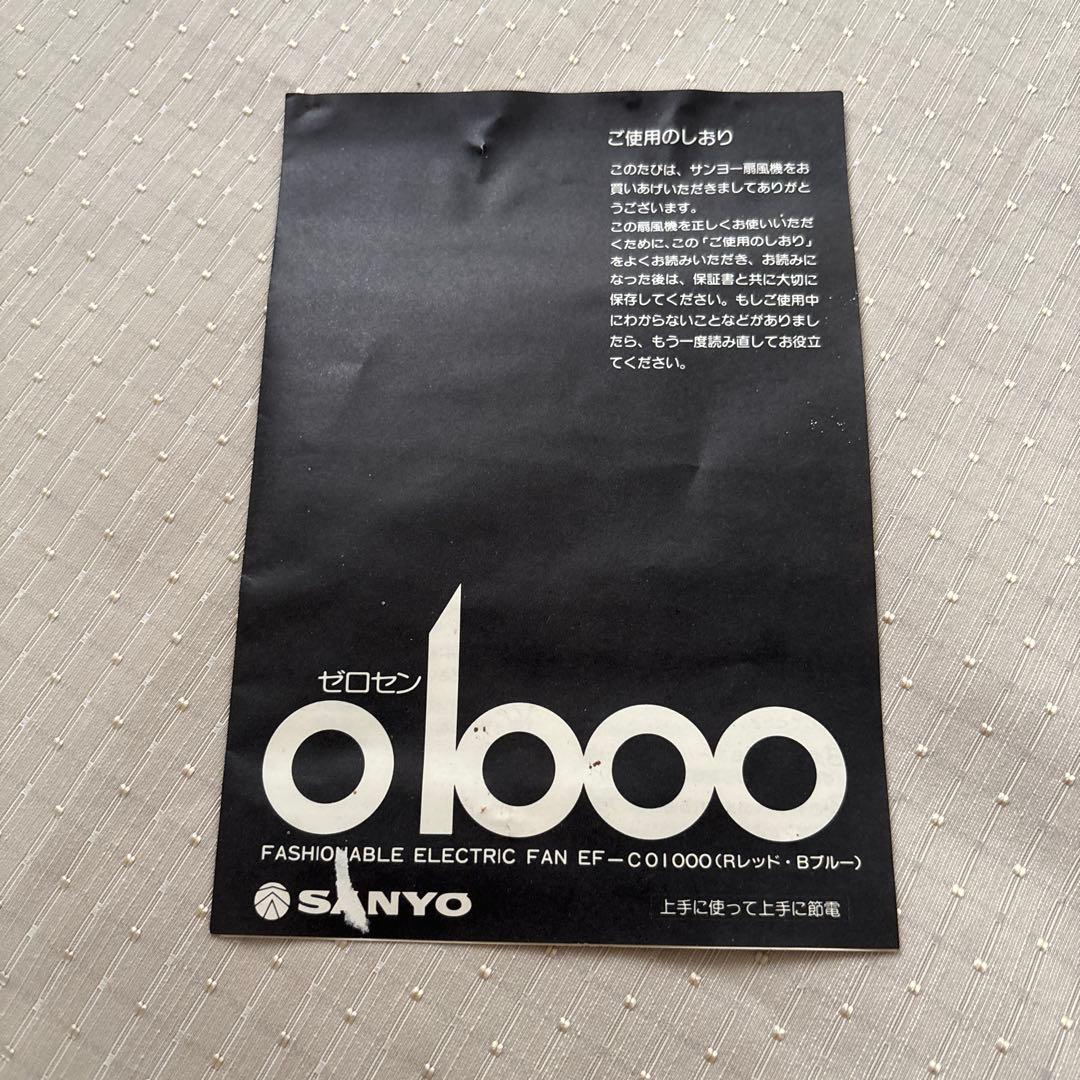 ご使用のしおり
このたびは、サンヨー扇風機をお
買いあげいただきましてありがと
うございます。
この扇風機を正しくお使いいただ
くために、この「ご使用のしおり」
をよくお読みいただき、お読みに
なった後は、保証書と共に大切に
保存してください。もしご使用中
にわからないことなどがありまし
たら、もう一度読み直してお役立
てください。
ゼロセン
01000
FASHIONABLE ELECTRIC FAN EF-C01000(Rレッド・Bブルー)
SANYO
上手に使って上手に節電